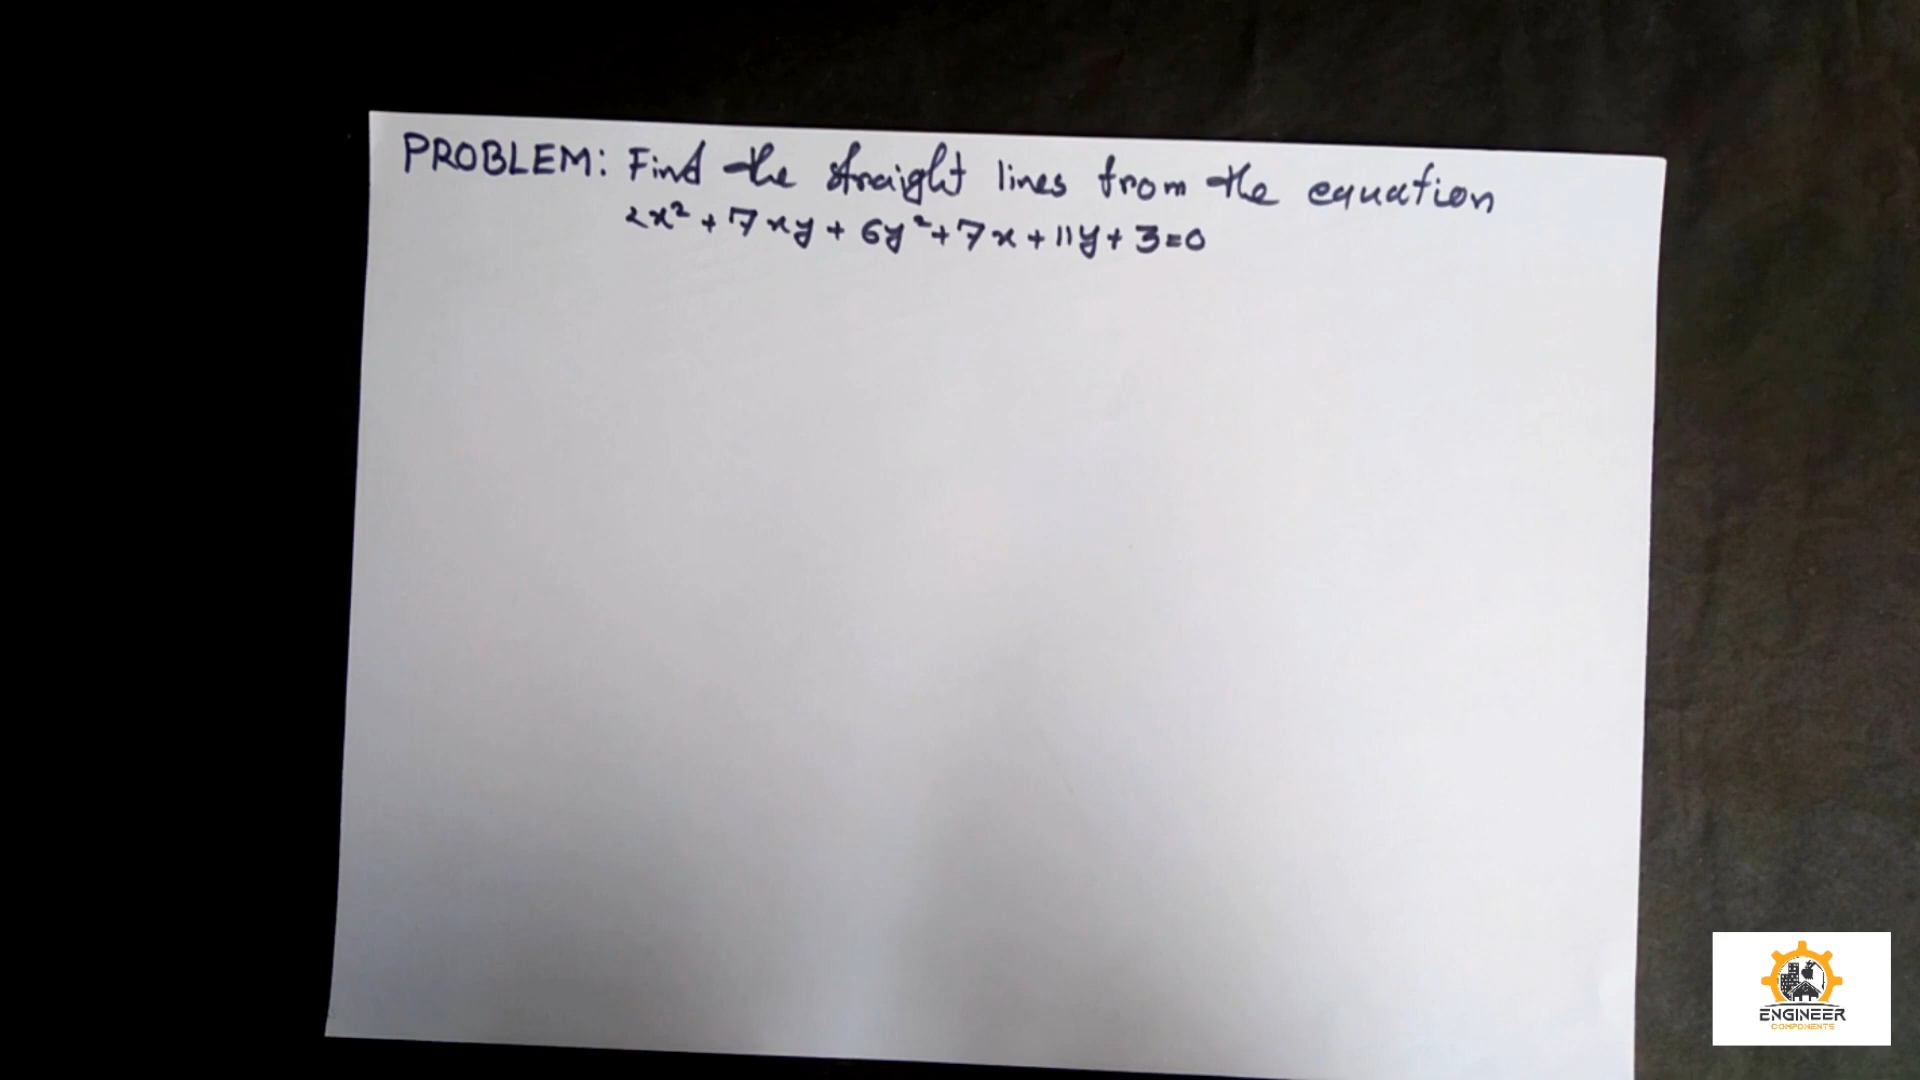 PROBLEM: Find the straight lines from the equation
2x² + 7xy + 6y² + 7x + 11y + 3 = 0
ENGINEER
COMPONENTS